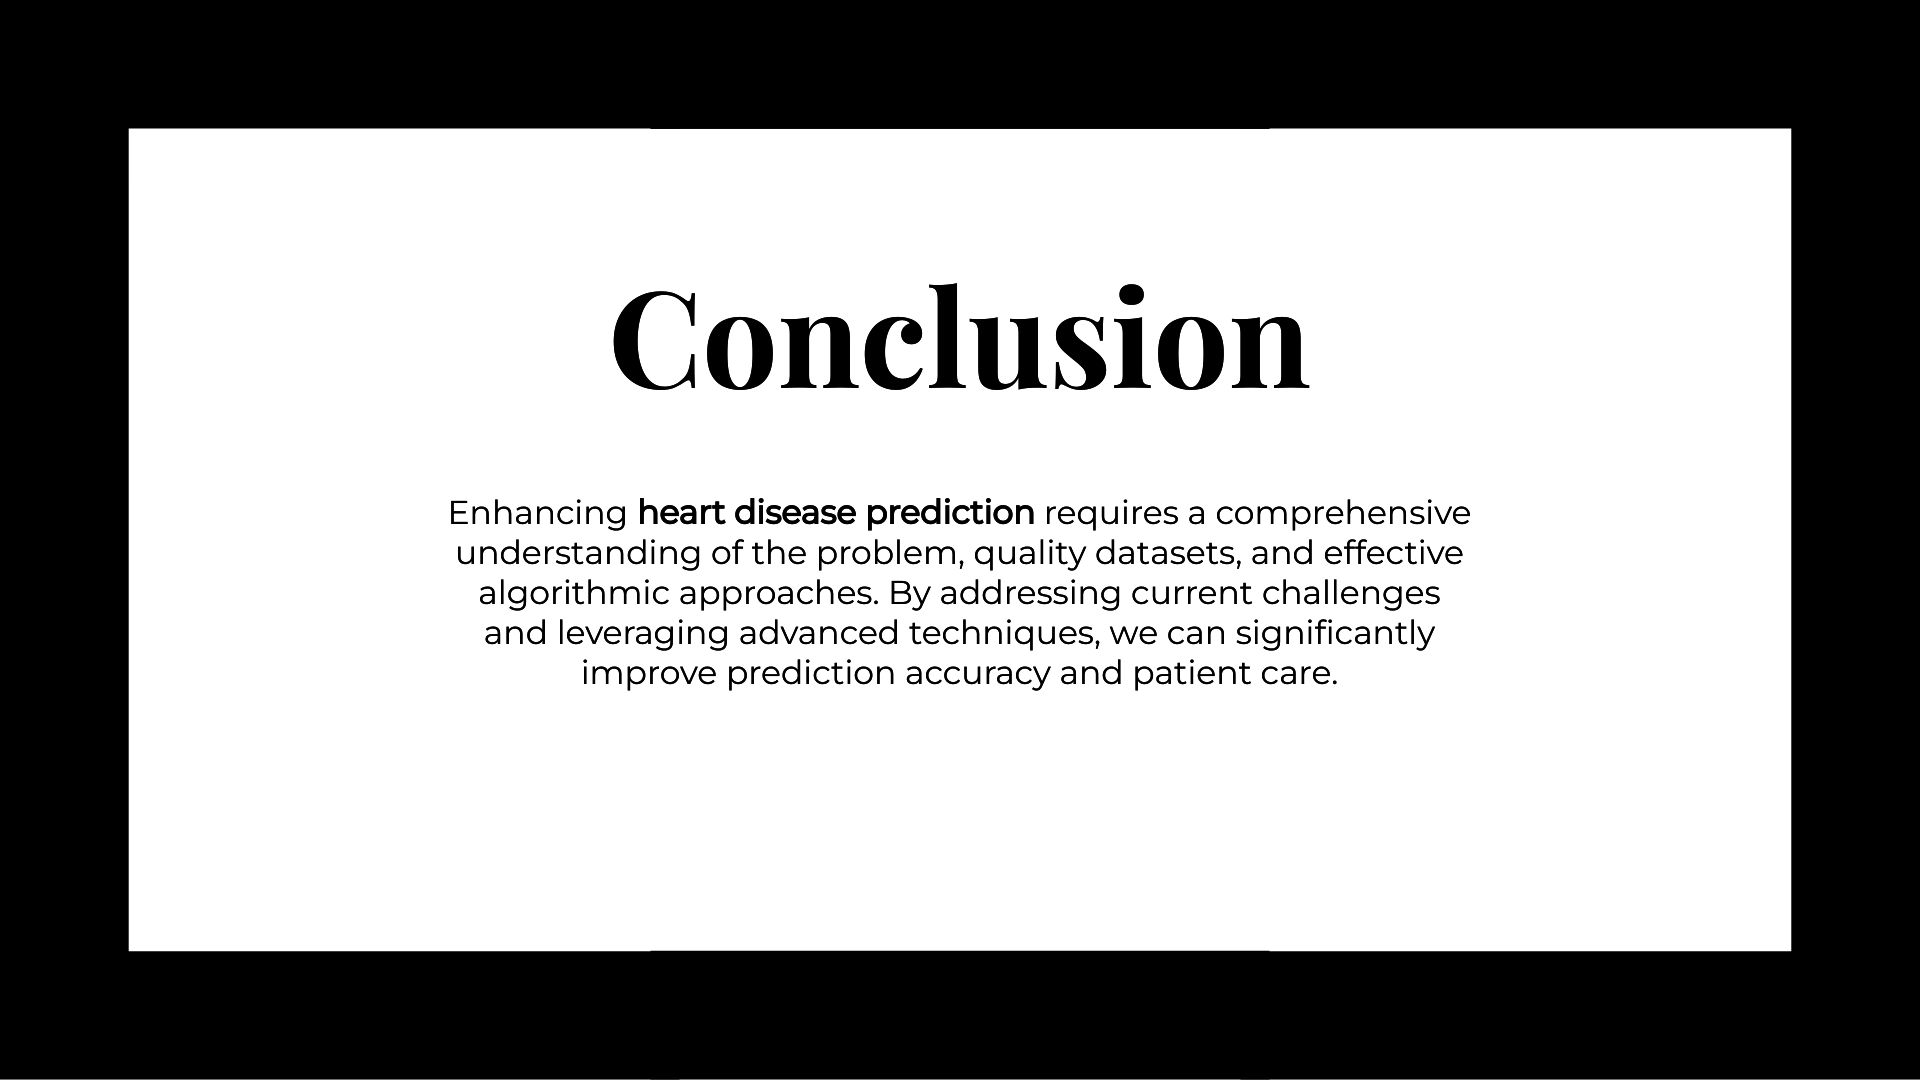 Conclusion
Enhancing heart disease prediction requires a comprehensive
understanding of the problem, quality datasets, and effective
algorithmic approaches. By addressing current challenges
and leveraging advanced techniques, we can significantly
improve prediction accuracy and patient care.